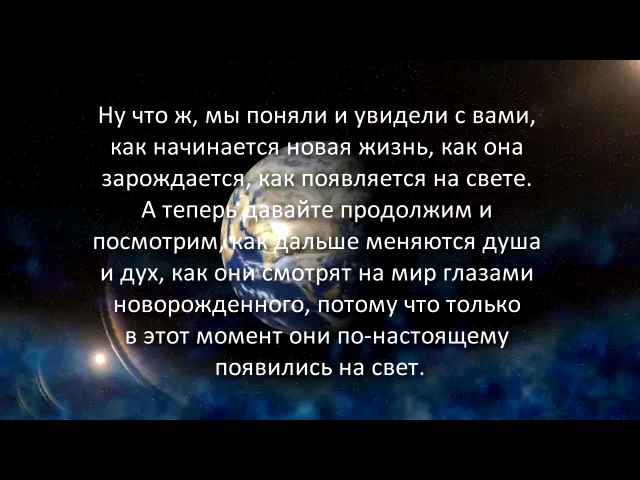 Ну что ж, мы поняли и увидели с вами,
как начинается новая жизнь, как она
зарождается, как появляется на свете.
А теперь давайте продолжим и
посмотрим, как дальше меняются душа
и дух, как они смотрят на мир глазами
новорожденного, потому что только
в этот момент они по-настоящему
появились на свет.